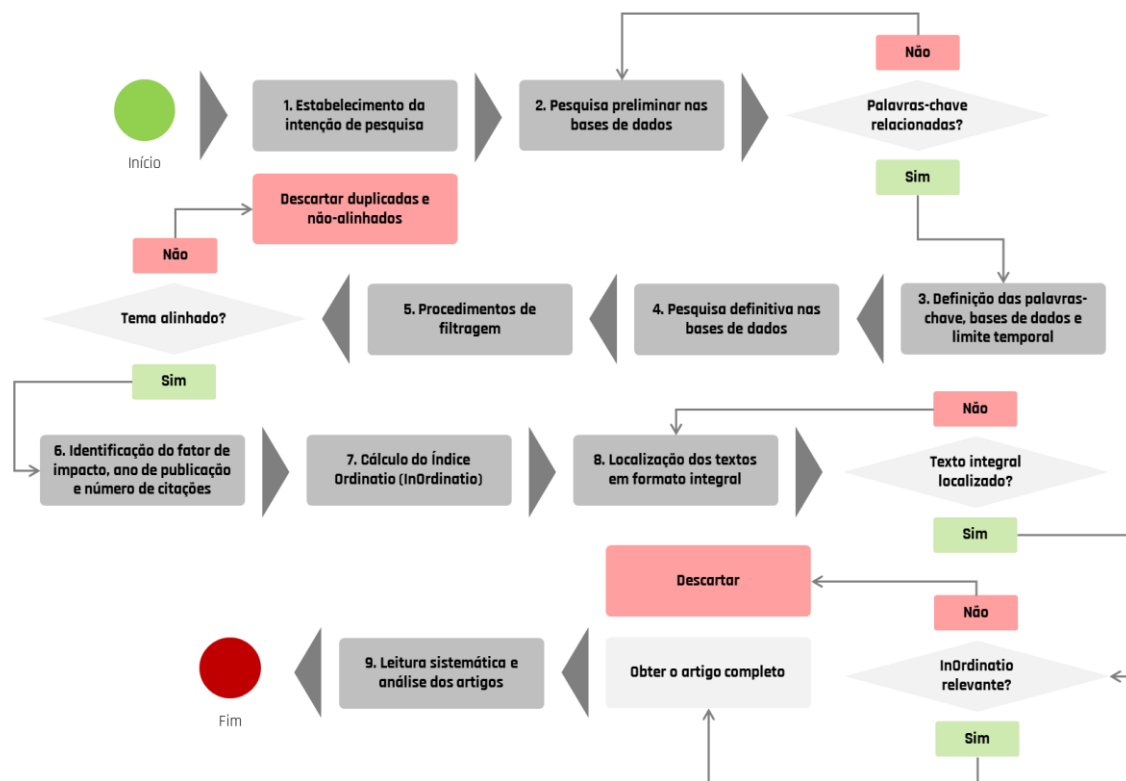 Não
1. Estabelecimento da
intenção de pesquisa
2. Pesquisa preliminar nas
bases de dados
Palavras-chave
relacionadas?
Início
Sim
Descartar duplicadas e
não-alinhados
Não
Tema alinhado?
5. Procedimentos de
filtragem
4. Pesquisa definitiva nas
bases de dados
3. Definição das palavras-
chave, bases de dados e
limite temporal
Sim
Não
6. Identificação do fator de
impacto, ano de publicação
e número de citações
7. Cálculo do Índice
Ordinatio (InOrdinatio)
8. Localização dos textos
em formato integral
Texto integral
localizado?
Sim
Descartar
Não
9. Leitura sistemática e
análise dos artigos
Obter o artigo completo
InOrdinatio
relevante?
Fim
Sim